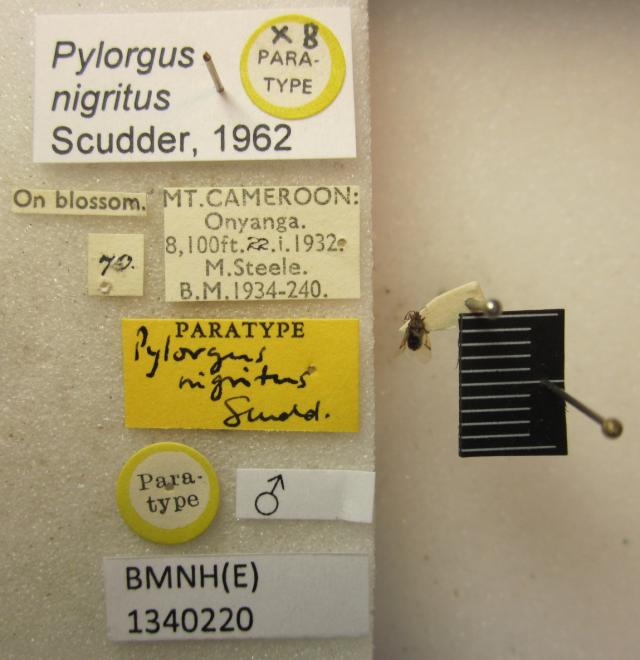 Pylorgus
nigritus
Scudder, 1962
× 8
PARA-
TYPE
On blossom.
70.
MT.CAMEROON:
Onyanga.
8,100ft.22.i.1932.
M.Steele.
B.M.1934-240.
PARATYPE
Pylorgus
nigritus
Scudd.
Para-
type
♂
BMNH(E)
1340220